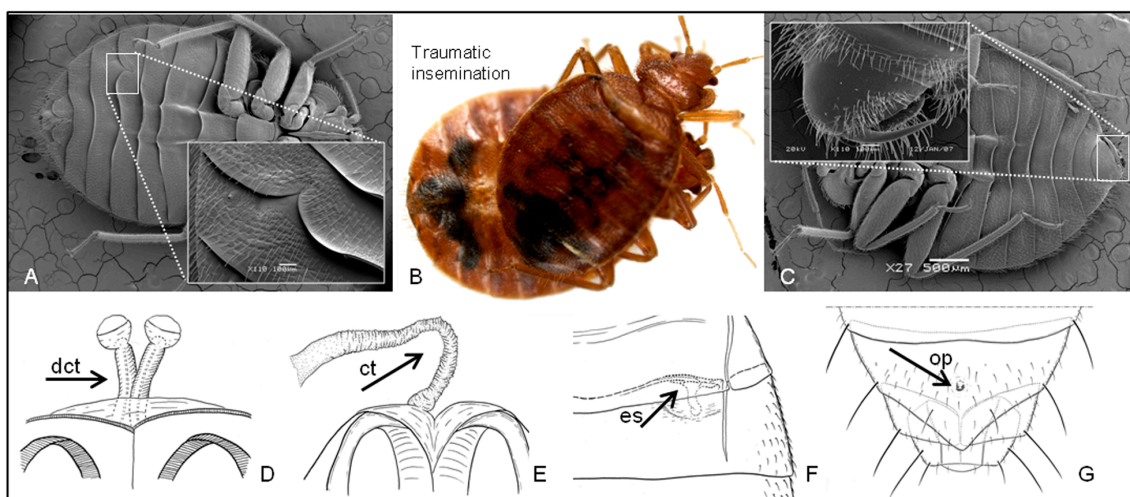 Traumatic
insemination
A
X110 100µm
B
20kV X110 100µm 12/JAN/07
C
X27 500µm
dct
D
ct
E
es
F
op
G